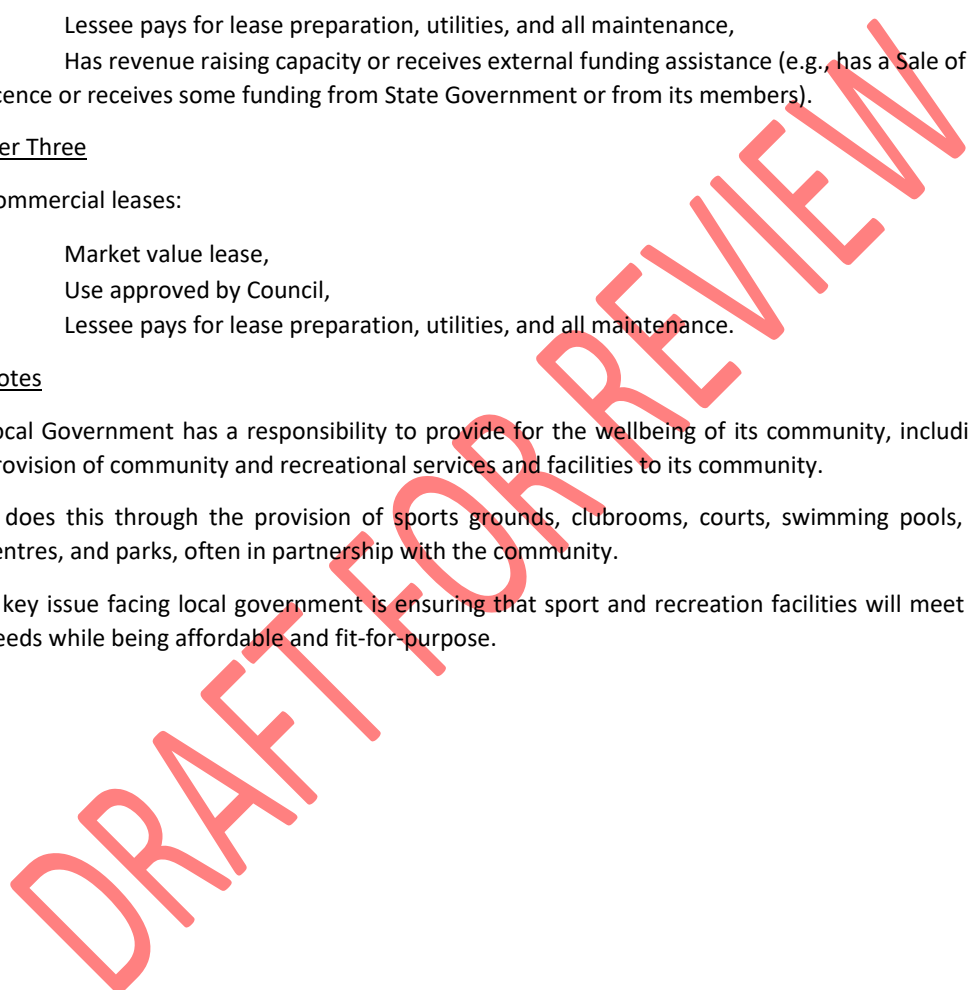 Lessee pays for lease preparation, utilities, and all maintenance,
Has revenue raising capacity or receives external funding assistance (e.g., has a Sale of
cence or receives some funding from State Government or from its members).
er Three
ommercial leases:
Market value lease,
Use approved by Council,
Lessee pays for lease preparation, utilities, and all maintenance.
otes
ocal Government has a responsibility to provide for the wellbeing of its community, includi
rovision of community and recreational services and facilities to its community.
does this through the provision of sports grounds, clubrooms, courts, swimming pools,
entres, and parks, often in partnership with the community.
key issue facing local government is ensuring that sport and recreation facilities will meet
eeds while being affordable and fit-for-purpose.
DRAFT FOR REVIEW